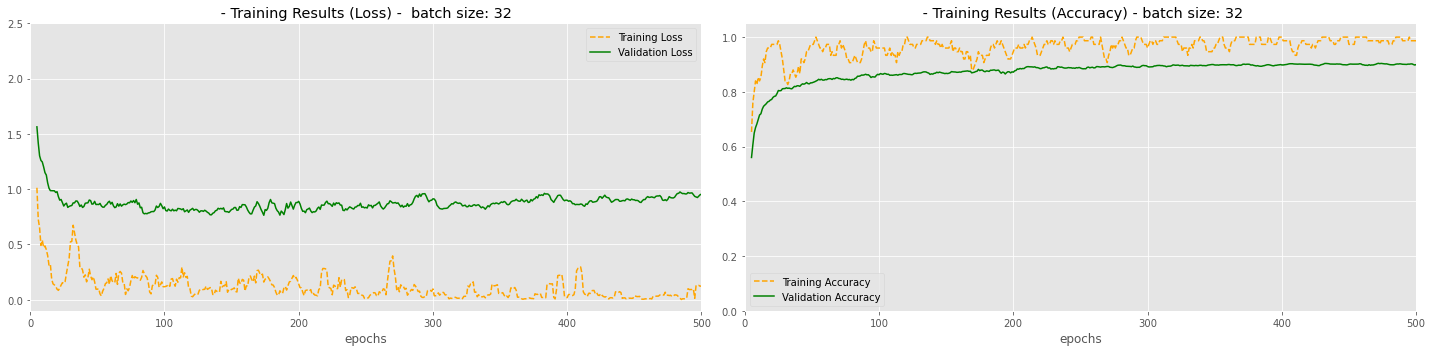 - Training Results (Loss) -  batch size: 32
2.5
2.0
1.5
1.0
0.5
0.0
Training Loss
Validation Loss
0 100 200 300 400 500
epochs
- Training Results (Accuracy) - batch size: 32
1.0
0.8
0.6
0.4
0.2
0.0
Training Accuracy
Validation Accuracy
0 100 200 300 400 500
epochs